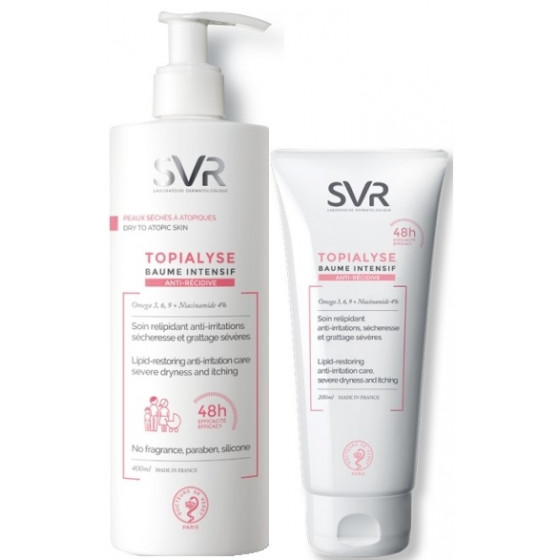 SVR
LABORATOIRE DERMATOLOGIQUE
PEAUX SÈCHES À ATOPIQUES
DRY TO ATOPIC SKIN
TOPIALYSE
BAUME INTENSIF
ANTI-RÉCIDIVE
Omega 3, 6, 9 + Niacinamide 4%
Soin relipidant anti-irritations
sécheresse et grattage sévères
Lipid-restoring anti-irritation care
severe dryness and itching
48h
EFFICACITÉ
EFFICACY
No fragrance, paraben, silicone
400ml MADE IN FRANCE
PARIS
SVR
LABORATOIRE DERMATOLOGIQUE
48h
EFFICACITÉ
EFFICACY
TOPIALYSE
BAUME INTENSIF
ANTI-RÉCIDIVE
Omega 3, 6, 9 + Niacinamide 4%
Soin relipidant
anti-irritations, sécheresse
et grattage sévères
Lipid-restoring
anti-irritation care,
severe dryness and itching
200ml MADE IN FRANCE
PARIS